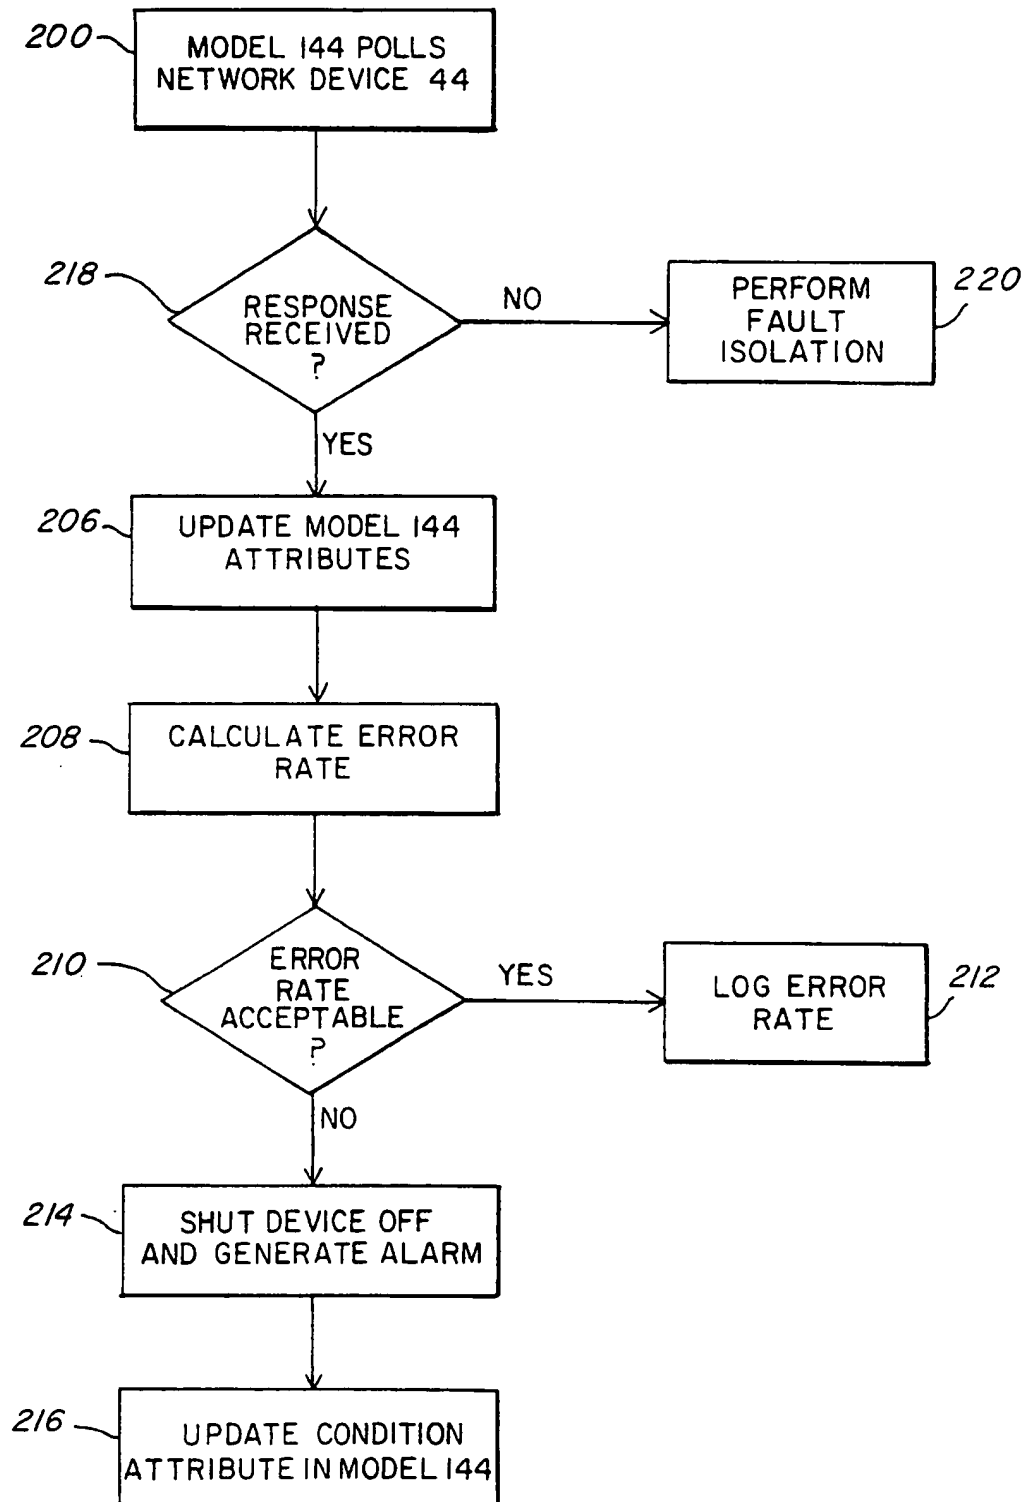 200
MODEL 144 POLLS
NETWORK DEVICE 44
218
RESPONSE
RECEIVED
?
NO
PERFORM
FAULT
ISOLATION
220
YES
206
UPDATE MODEL 144
ATTRIBUTES
208
CALCULATE ERROR
RATE
210
ERROR
RATE
ACCEPTABLE
?
YES
LOG ERROR
RATE
212
NO
214
SHUT DEVICE OFF
AND GENERATE ALARM
216
UPDATE CONDITION
ATTRIBUTE IN MODEL 144